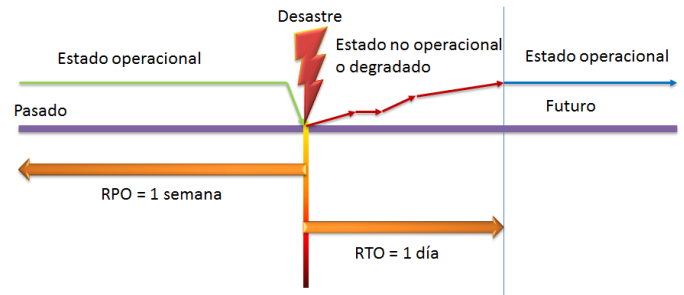 Desastre
Estado operacional
Estado no operacional
o degradado
Estado operacional
Pasado
Futuro
RPO = 1 semana
RTO = 1 día